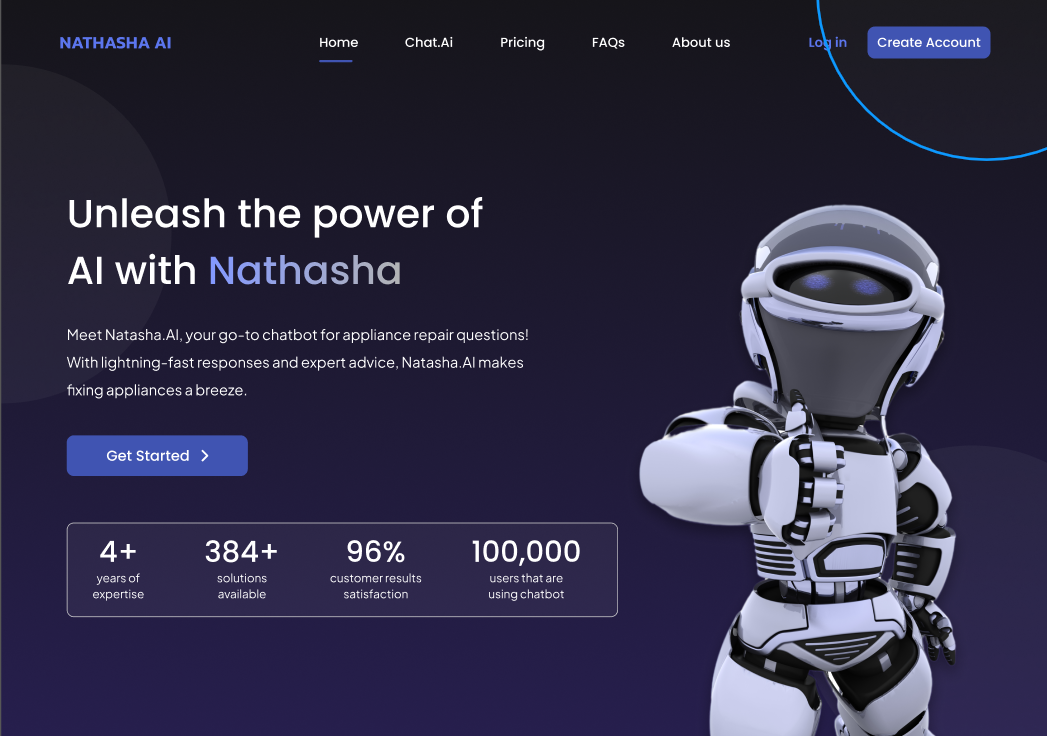 NATHASHA AI
Home
Chat.Ai
Pricing
FAQs
About us
Log in
Create Account
Unleash the power of
AI with Nathasha
Meet Natasha.AI, your go-to chatbot for appliance repair questions!
With lightning-fast responses and expert advice, Natasha.AI makes
fixing appliances a breeze.
Get Started
4+
years of
expertise
384+
solutions
available
96%
customer results
satisfaction
100,000
users that are
using chatbot